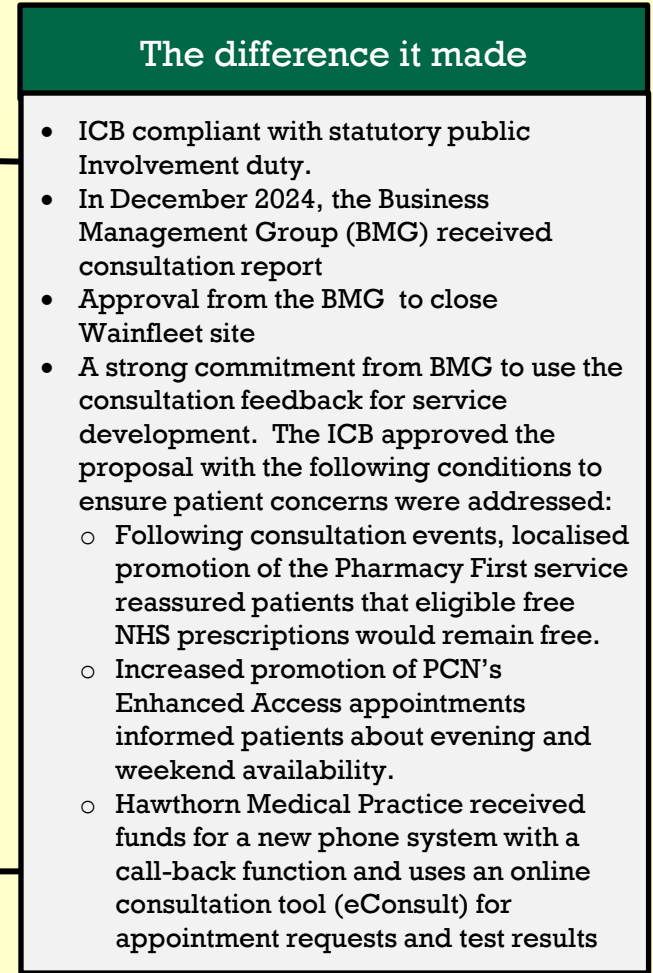 The difference it made
• ICB compliant with statutory public
Involvement duty.
• In December 2024, the Business
Management Group (BMG) received
consultation report
• Approval from the BMG  to close
Wainfleet site
• A strong commitment from BMG to use the
consultation feedback for service
development.  The ICB approved the
proposal with the following conditions to
ensure patient concerns were addressed:
o Following consultation events, localised
promotion of the Pharmacy First service
reassured patients that eligible free
NHS prescriptions would remain free.
o Increased promotion of PCN’s
Enhanced Access appointments
informed patients about evening and
weekend availability.
o Hawthorn Medical Practice received
funds for a new phone system with a
call-back function and uses an online
consultation tool (eConsult) for
appointment requests and test results